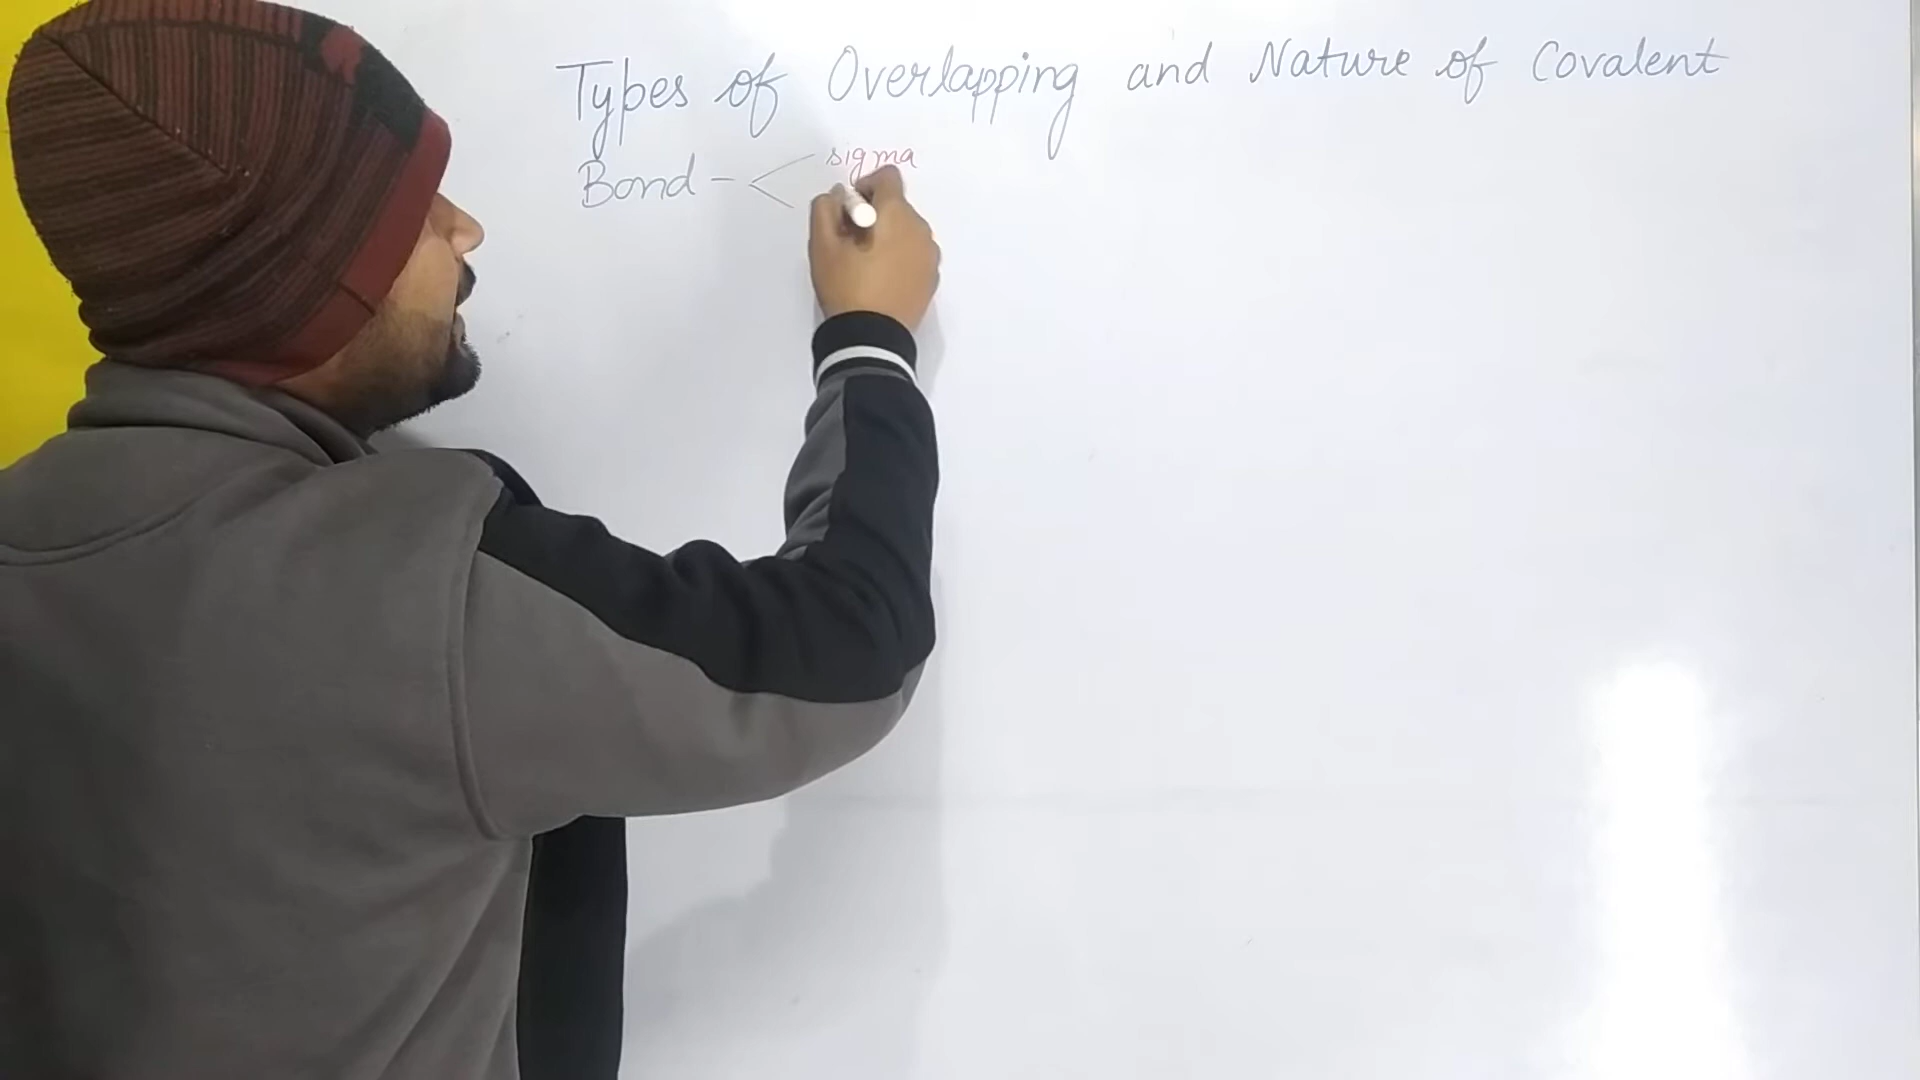 Types of Overlapping and Nature of Covalent
Bond - < sigma